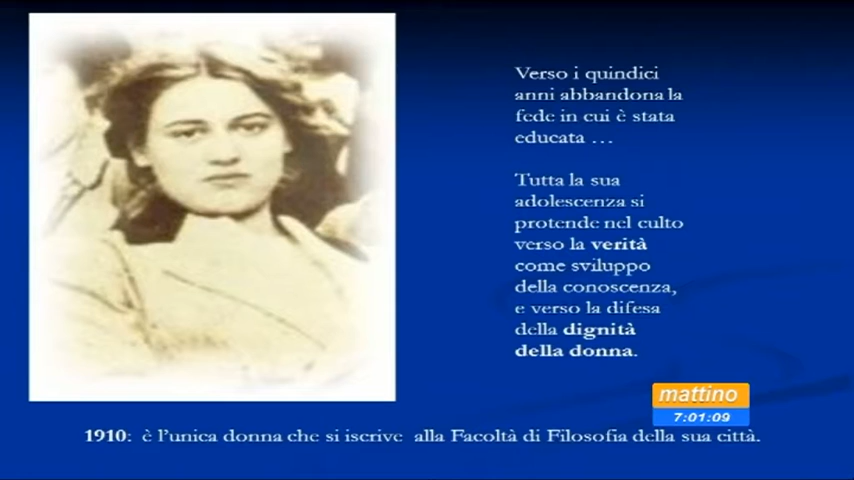 Verso i quindici
anni abbandona la
fede in cui è stata
educata …
Tutta la sua
adolescenza si
protende nel culto
verso la verità
come sviluppo
della conoscenza,
e verso la difesa
della dignità
della donna.
mattino
7:01:09
1910: è l'unica donna che si iscrive alla Facoltà di Filosofia della sua città.